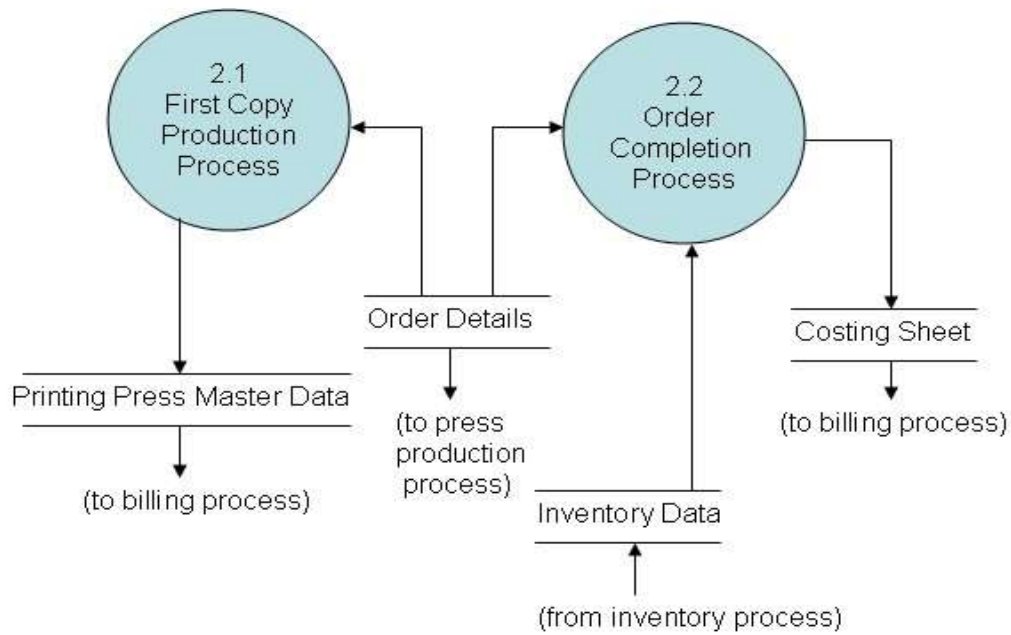 2.1
First Copy
Production
Process
2.2
Order
Completion
Process
Order Details
Costing Sheet
Printing Press Master Data
(to press
production
process)
(to billing process)
(to billing process)
Inventory Data
(from inventory process)